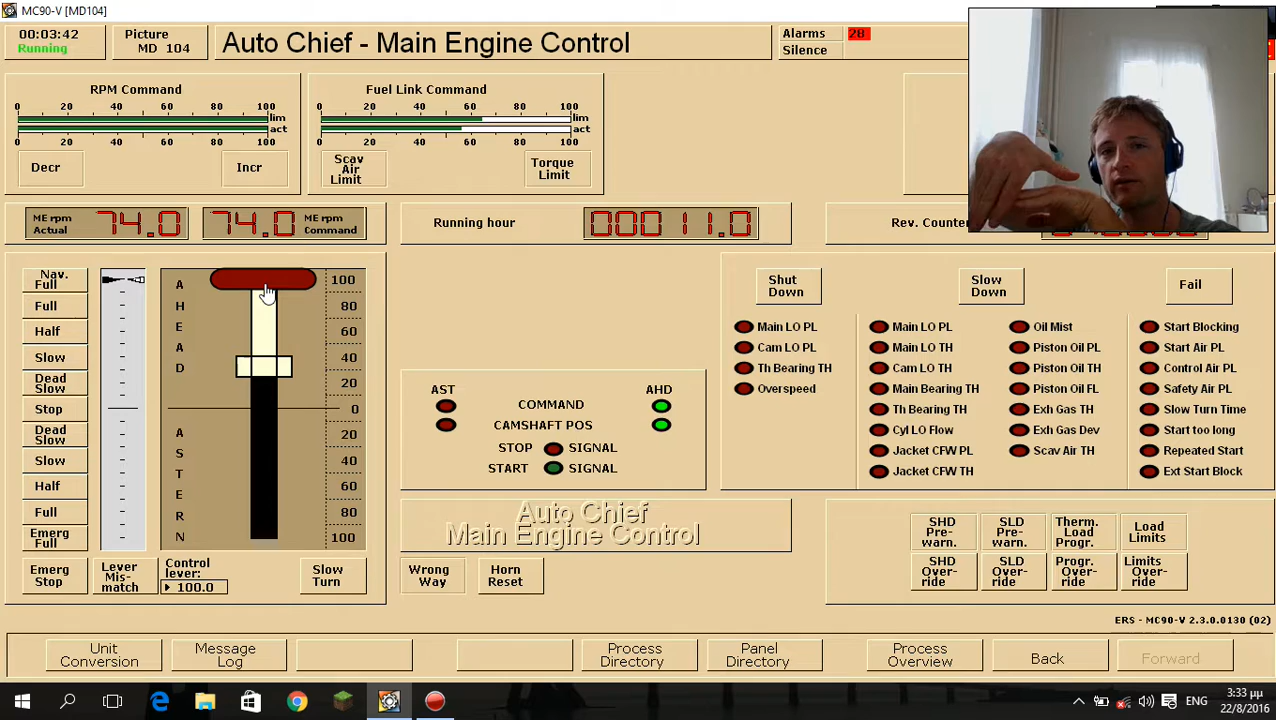 MC90-V [MD104]
00:03:42
Running
Picture
MD 104
Auto Chief - Main Engine Control
Alarms 28
Silence
RPM Command
0 20 40 60 80 100
lim
act
0 20 40 60 80 100
Decr
Incr
Fuel Link Command
0 20 40 60 80 100
lim
act
0 20 40 60 80 100
Scav
Air
Limit
Torque
Limit
ME rpm
Actual
74.0
74.0
ME rpm
Command
Running hour
00011.0
Rev. Counter
Nav.
Full
Full
Half
Slow
Dead
Slow
Stop
Dead
Slow
Slow
Half
Full
Emerg
Full
A
H
E
A
D
A
S
T
E
R
N
100
80
60
40
20
0
20
40
60
80
100
Emerg
Stop
Lever
Mis-
match
Control
lever:
100.0
Slow
Turn
AST
AHD
COMMAND
CAMSHAFT POS
STOP SIGNAL
START SIGNAL
Auto Chief
Main Engine Control
Wrong
Way
Horn
Reset
Shut
Down
Main LO PL
Cam LO PL
Th Bearing TH
Overspeed
Slow
Down
Main LO PL
Main LO TH
Cam LO TH
Main Bearing TH
Th Bearing TH
Cyl LO Flow
Jacket CFW PL
Jacket CFW TH
Oil Mist
Piston Oil PL
Piston Oil TH
Piston Oil FL
Exh Gas TH
Exh Gas Dev
Scav Air TH
Fail
Start Blocking
Start Air PL
Control Air PL
Safety Air PL
Slow Turn Time
Start too long
Repeated Start
Ext Start Block
SHD
Pre-
warn.
SLD
Pre-
warn.
Therm.
Load
Progr.
Load
Limits
SHD
Over-
ride
SLD
Over-
ride
Progr.
Over-
ride
Limits
Over-
ride
ERS - MC90-V 2.3.0.0130 (02)
Unit
Conversion
Message
Log
Process
Directory
Panel
Directory
Process
Overview
Back
Forward
ENG
3:33 μμ
22/8/2016